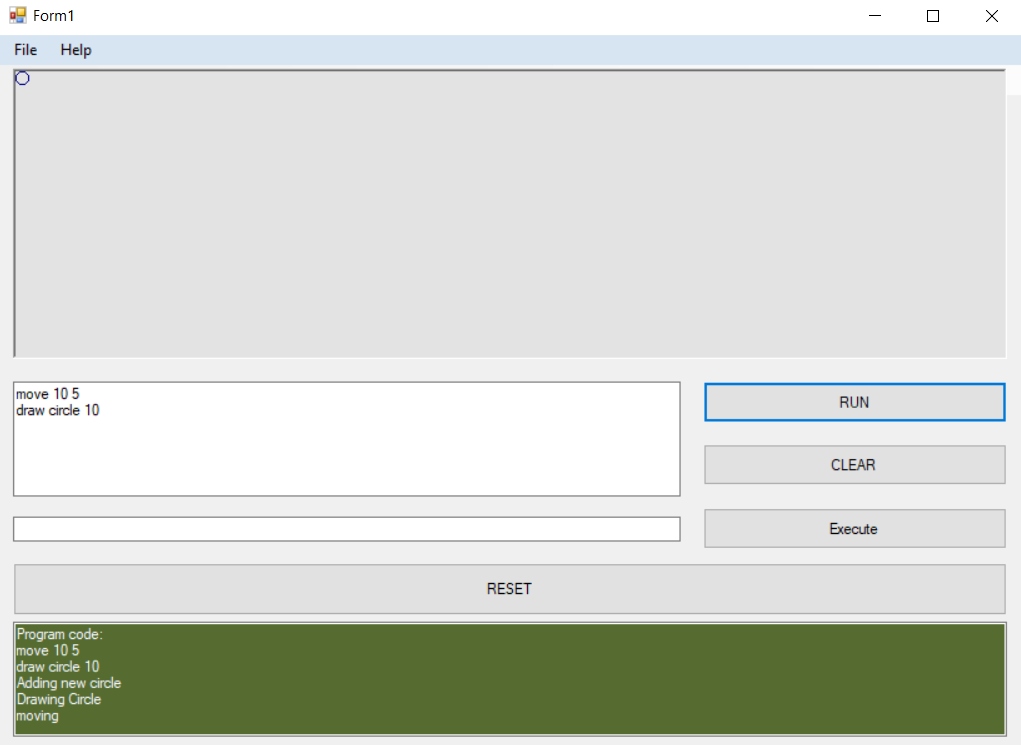 Form1
File Help
move 10 5
draw circle 10
RUN
CLEAR
Execute
RESET
Program code:
move 10 5
draw circle 10
Adding new circle
Drawing Circle
moving